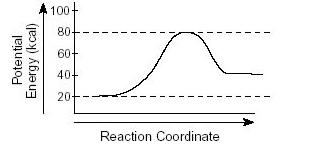 Potential
Energy (kcal)
100
80
60
40
20
Reaction Coordinate